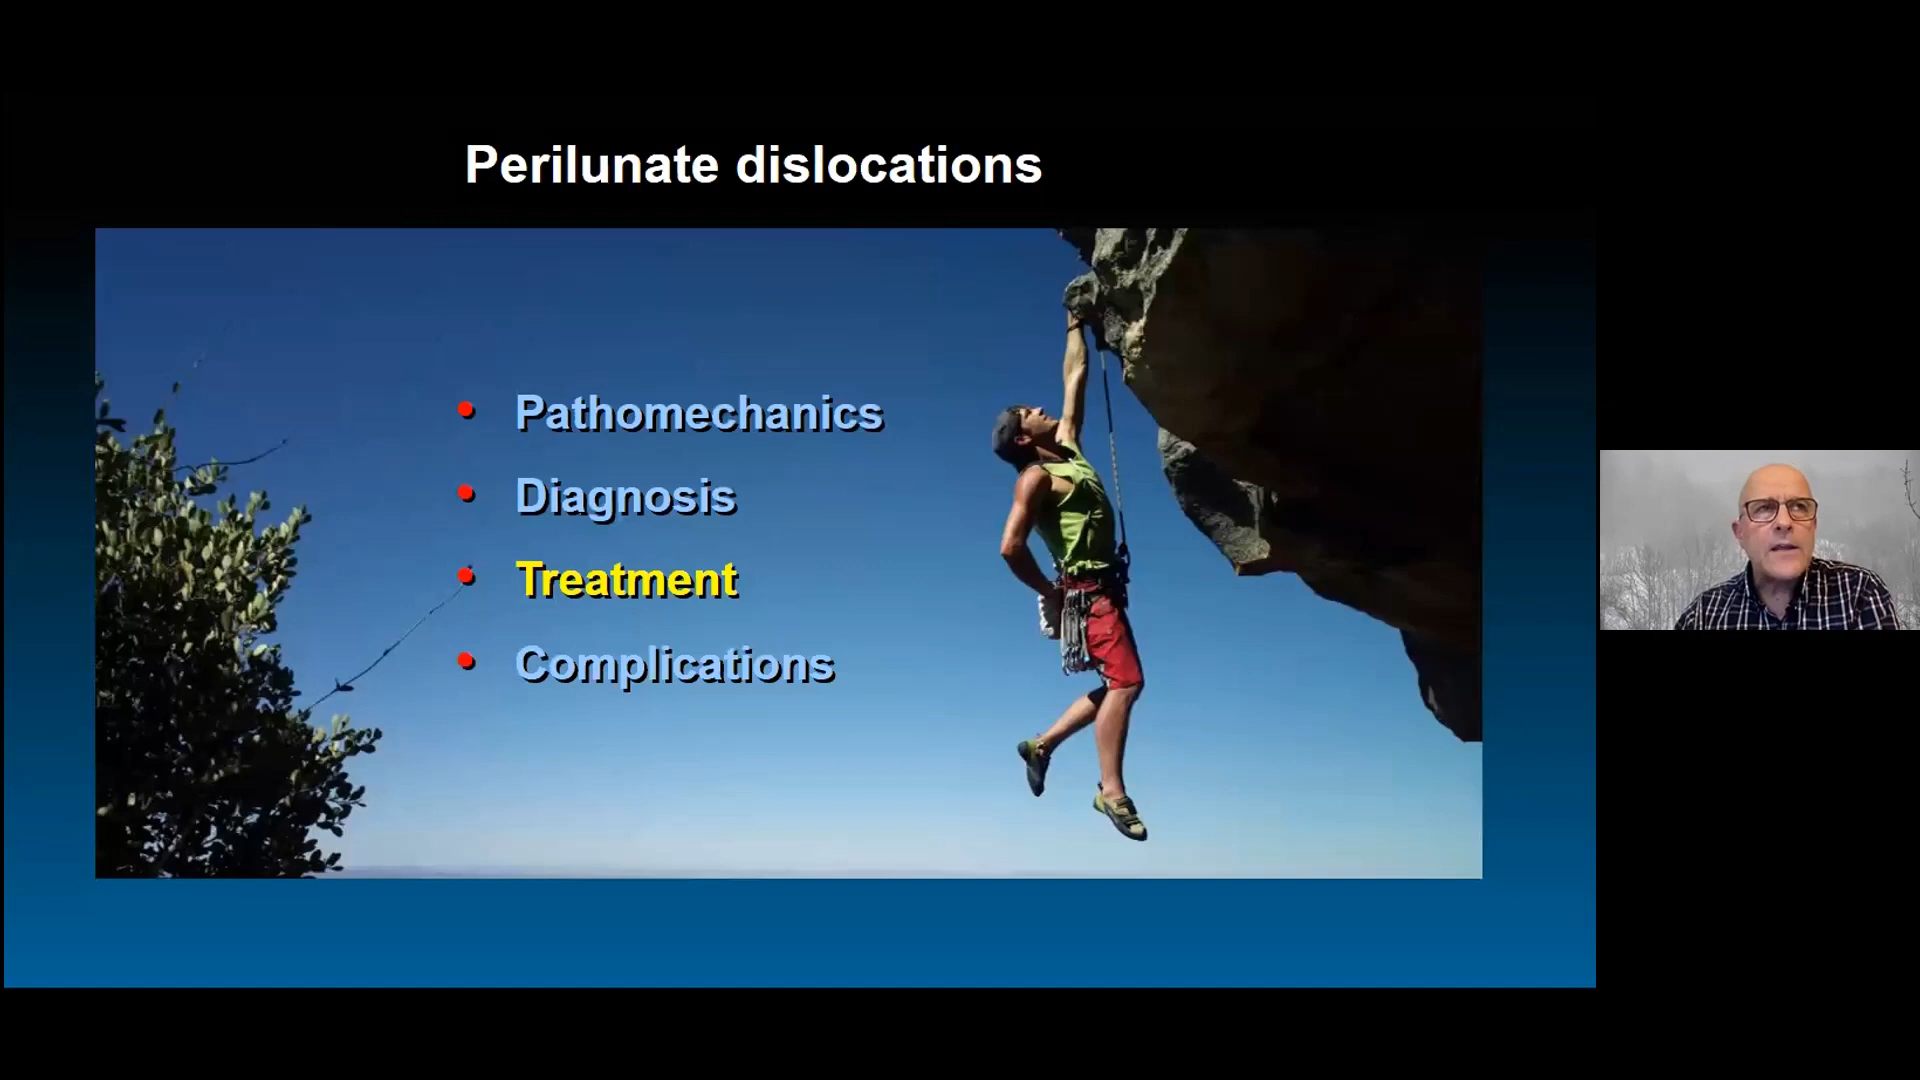 Perilunate dislocations
• Pathomechanics
• Diagnosis
• Treatment
• Complications